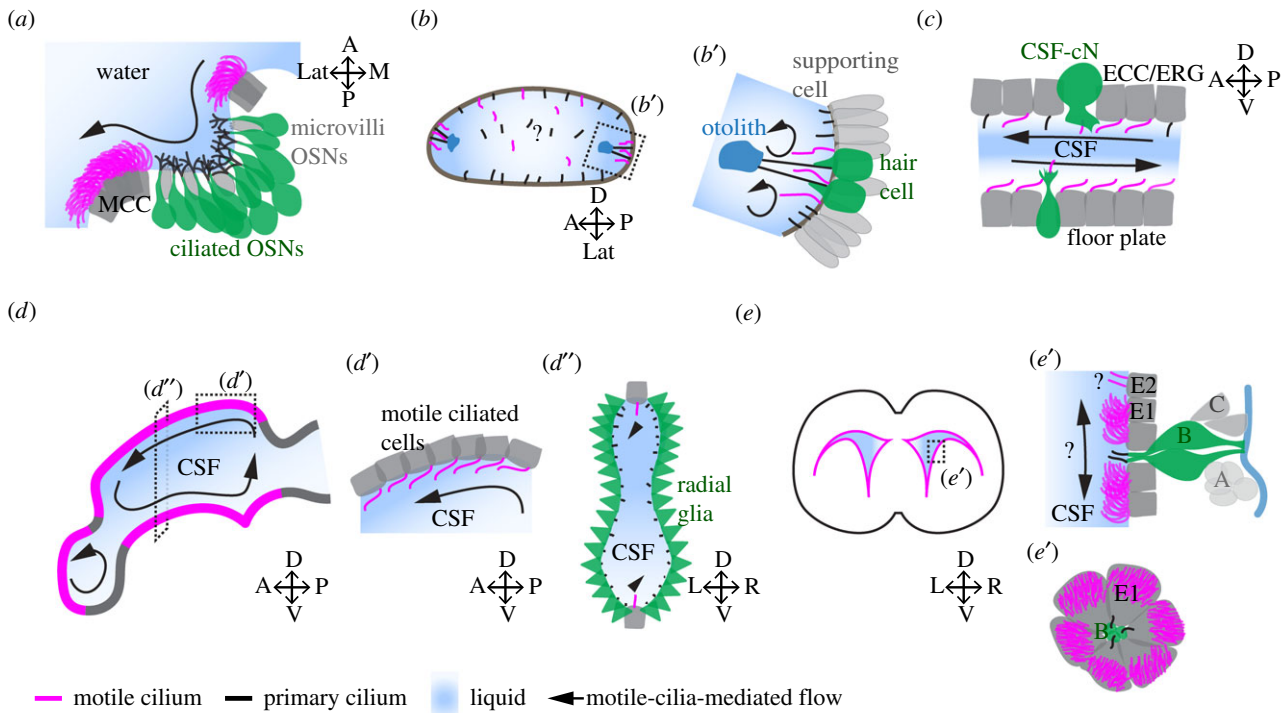 (a)
water
A
Lat
M
P
microvilli
OSNs
MCC
ciliated OSNs
(b)
(b′)
?
D
A
P
Lat
(b′)
supporting
cell
otolith
hair
cell
(c)
CSF-cN
ECC/ERG
D
A
P
V
CSF
floor plate
(d)
(d″)
(d′)
CSF
D
A
P
V
(d′)
motile ciliated
cells
CSF
D
A
P
V
(d″)
radial
glia
CSF
D
L
R
V
(e)
(e′)
D
L
R
V
(e′)
?
E2
E1
C
B
?
A
CSF
(e′)
E1
B
motile cilium
primary cilium
liquid
motile-cilia-mediated flow